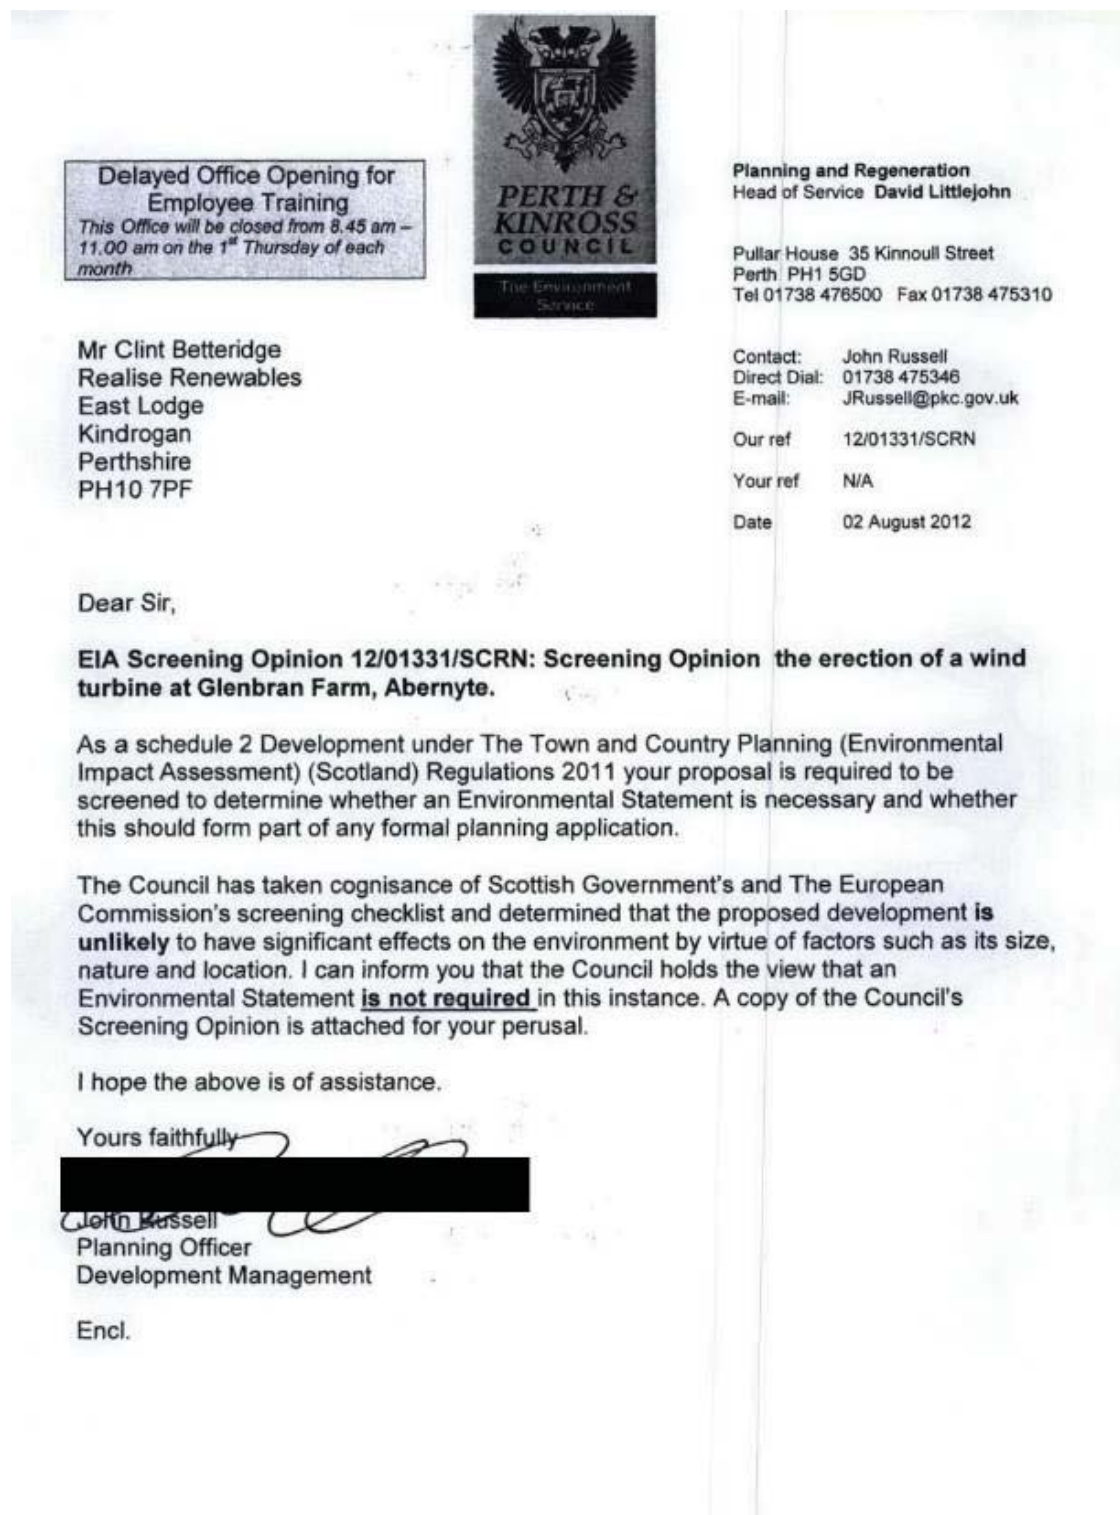 PERTH &
KINROSS
COUNCIL
The Environment
Service
Delayed Office Opening for
Employee Training
This Office will be closed from 8.45 am –
11.00 am on the 1st Thursday of each
month
Planning and Regeneration
Head of Service David Littlejohn
Pullar House 35 Kinnoull Street
Perth PH1 5GD
Tel 01738 476500 Fax 01738 475310
Mr Clint Betteridge
Realise Renewables
East Lodge
Kindrogan
Perthshire
PH10 7PF
Contact: John Russell
Direct Dial: 01738 475346
E-mail: JRussell@pkc.gov.uk
Our ref 12/01331/SCRN
Your ref N/A
Date 02 August 2012
Dear Sir,
EIA Screening Opinion 12/01331/SCRN: Screening Opinion the erection of a wind
turbine at Glenbran Farm, Abernyte.
As a schedule 2 Development under The Town and Country Planning (Environmental
Impact Assessment) (Scotland) Regulations 2011 your proposal is required to be
screened to determine whether an Environmental Statement is necessary and whether
this should form part of any formal planning application.
The Council has taken cognisance of Scottish Government's and The European
Commission's screening checklist and determined that the proposed development is
unlikely to have significant effects on the environment by virtue of factors such as its size,
nature and location. I can inform you that the Council holds the view that an
Environmental Statement is not required in this instance. A copy of the Council's
Screening Opinion is attached for your perusal.
I hope the above is of assistance.
Yours faithfully
John Russell
Planning Officer
Development Management
Encl.